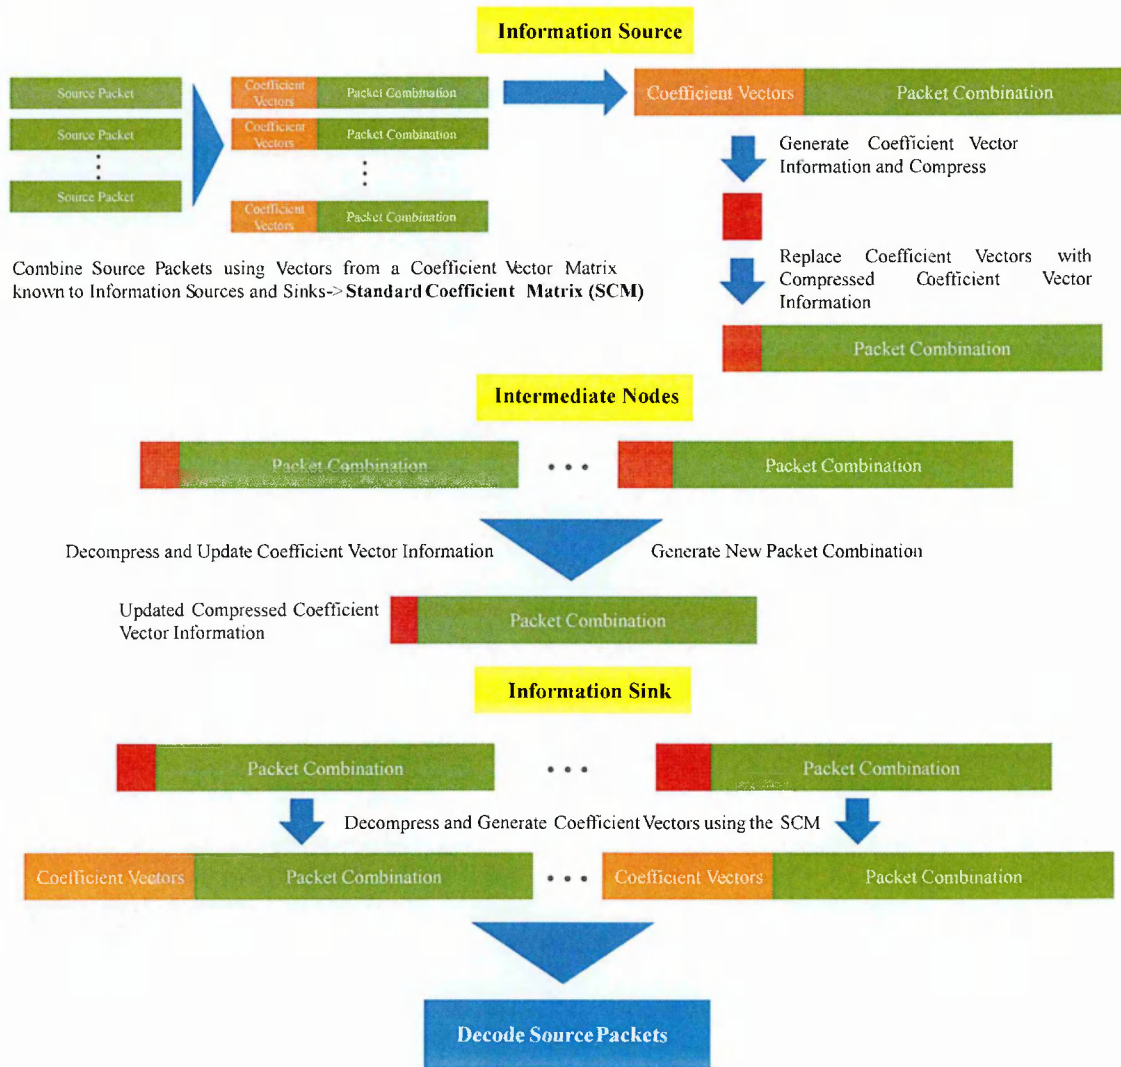 Information Source
Source Packet
Source Packet
Source Packet
Coefficient
Vectors
Packet Combination
Coefficient
Vectors
Packet Combination
Coefficient
Vectors
Packet Combination
Coefficient Vectors
Packet Combination
Generate Coefficient Vector
Information and Compress
Replace Coefficient Vectors with
Compressed Coefficient Vector
Information
Packet Combination
Combine Source Packets using Vectors from a Coefficient Vector Matrix
known to Information Sources and Sinks-> Standard Coefficient Matrix (SCM)
Intermediate Nodes
Packet Combination
Packet Combination
Decompress and Update Coefficient Vector Information
Generate New Packet Combination
Updated Compressed Coefficient
Vector Information
Packet Combination
Information Sink
Packet Combination
Packet Combination
Decompress and Generate Coefficient Vectors using the SCM
Coefficient Vectors
Packet Combination
Coefficient Vectors
Packet Combination
Decode Source Packets